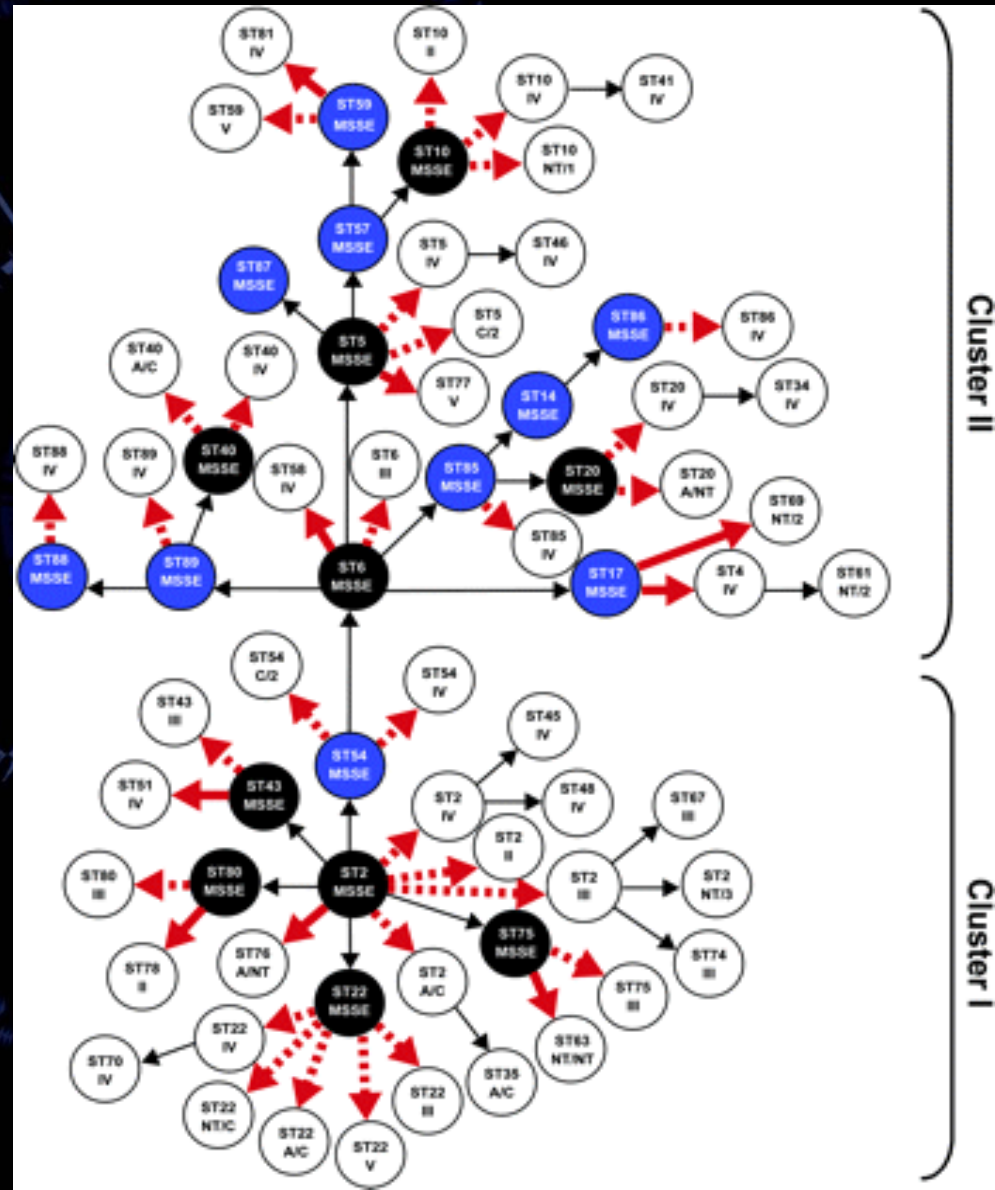 ST81
IV
ST10
II
ST10
IV
ST41
IV
ST59
V
ST59
MSSE
ST10
MSSE
ST10
NT/1
ST57
MSSE
ST5
IV
ST46
IV
ST87
MSSE
ST5
MSSE
ST5
C/2
ST86
MSSE
ST86
IV
ST40
A/C
ST40
IV
ST77
V
ST14
MSSE
ST20
IV
ST34
IV
ST88
IV
ST89
IV
ST40
MSSE
ST58
IV
ST6
III
ST85
MSSE
ST20
MSSE
ST20
A/NT
ST69
NT/2
ST85
IV
ST88
MSSE
ST89
MSSE
ST6
MSSE
ST17
MSSE
ST4
IV
ST61
NT/2
Cluster II
ST54
C/2
ST54
IV
ST43
III
ST45
IV
ST51
IV
ST43
MSSE
ST54
MSSE
ST2
IV
ST48
IV
ST67
III
ST2
II
ST80
III
ST80
MSSE
ST2
MSSE
ST2
III
ST2
NT/3
ST75
MSSE
ST74
III
ST78
II
ST76
A/NT
ST2
A/C
ST75
III
ST22
MSSE
ST63
NT/NT
ST22
IV
ST70
IV
ST35
A/C
ST22
III
ST22
NT/C
ST22
A/C
ST22
V
Cluster I